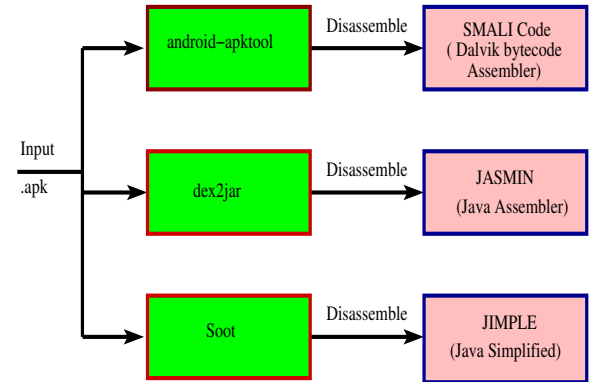 android-apktool
Disassemble
SMALI Code
( Dalvik bytecode
Assembler)
Input
.apk
dex2jar
Disassemble
JASMIN
(Java Assembler)
Soot
Disassemble
JIMPLE
(Java Simplified)